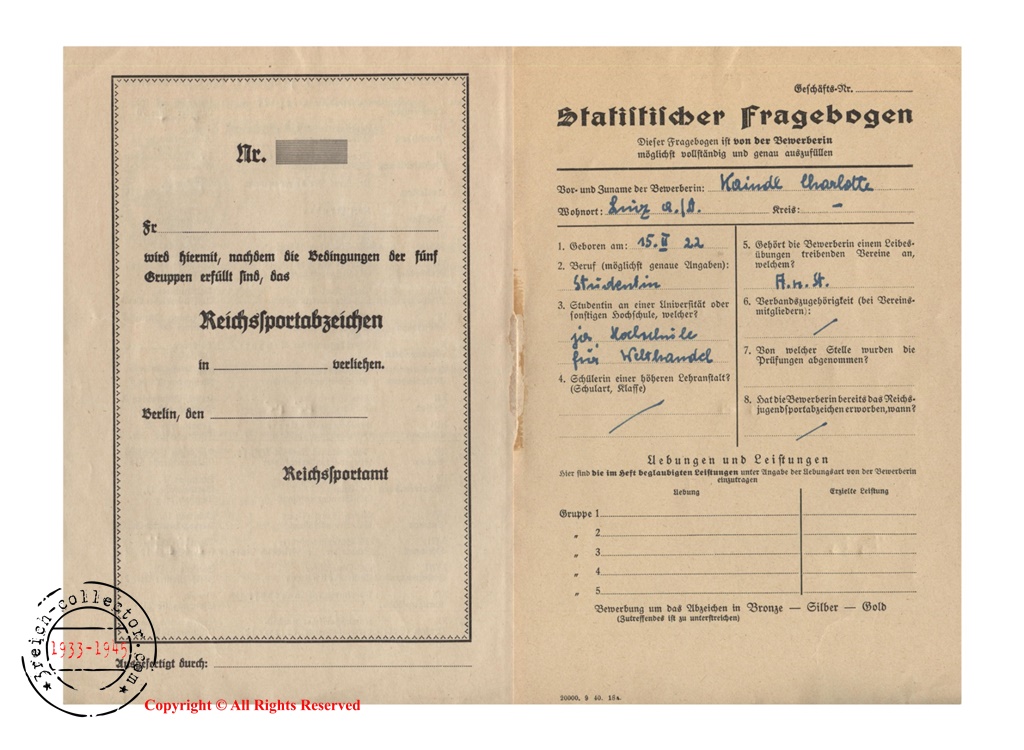 Nr.
Fr
wird hiermit, nachdem die Bedingungen der fünf
Gruppen erfüllt sind, das
Reichssportabzeichen
in verliehen.
Berlin, den
Reichssportamt
Ausgefertigt durch:
3reich-collector.com
1933-1945
Copyright © All Rights Reserved
Geschäfts-Nr.
Statistischer Fragebogen
Dieser Fragebogen ist von der Bewerberin
möglichst vollständig und genau auszufüllen
Vor- und Zuname der Bewerberin: Kaindl Charlotte
Wohnort: Linz a./D. Kreis: –
1. Geboren am: 15. II 22
2. Beruf (möglichst genaue Angaben):
Studentin
3. Studentin an einer Universität oder
sonstigen Hochschule, welcher?
ja, Hochschule
für Welthandel
4. Schülerin einer höheren Lehranstalt?
(Schulart, Klasse)
5. Gehört die Bewerberin einem Leibes-
übungen treibenden Vereine an,
welchem?
A.n.St.
6. Verbandszugehörigkeit (bei Vereins-
mitgliedern):
7. Von welcher Stelle wurden die
Prüfungen abgenommen?
8. Hat die Bewerberin bereits das Reichs-
jugendsportabzeichen erworben, wann?
Uebungen und Leistungen
Hier sind die im Heft beglaubigten Leistungen unter Angabe der Uebungsart von der Bewerberin
einzutragen
Uebung Erzielte Leistung
Gruppe 1
„ 2
„ 3
„ 4
„ 5
Bewerbung um das Abzeichen in Bronze — Silber — Gold
(Zutreffendes ist zu unterstreichen)
20000. 9 40. 18a.